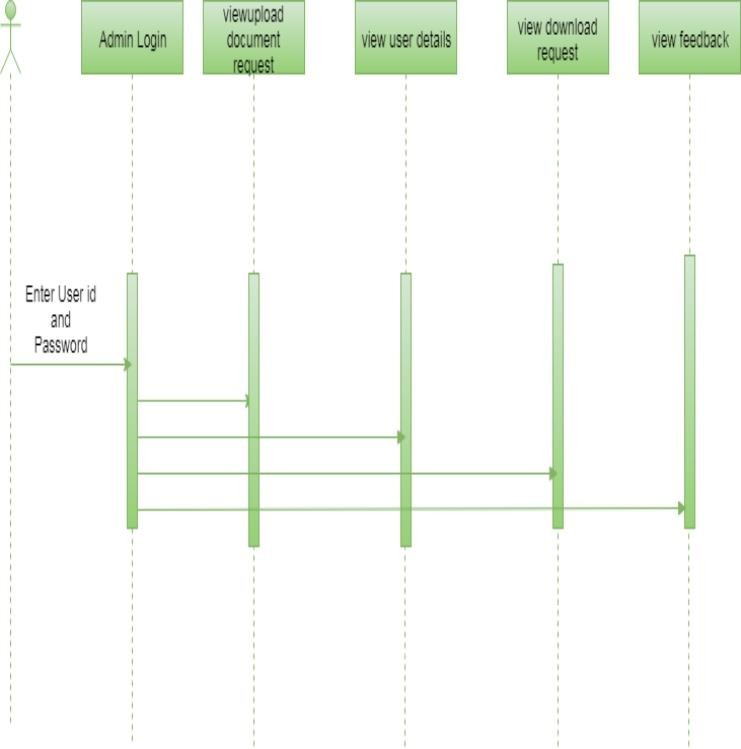 Admin Login
viewupload
document
request
view user details
view download
request
view feedback
Enter User id
and
Password